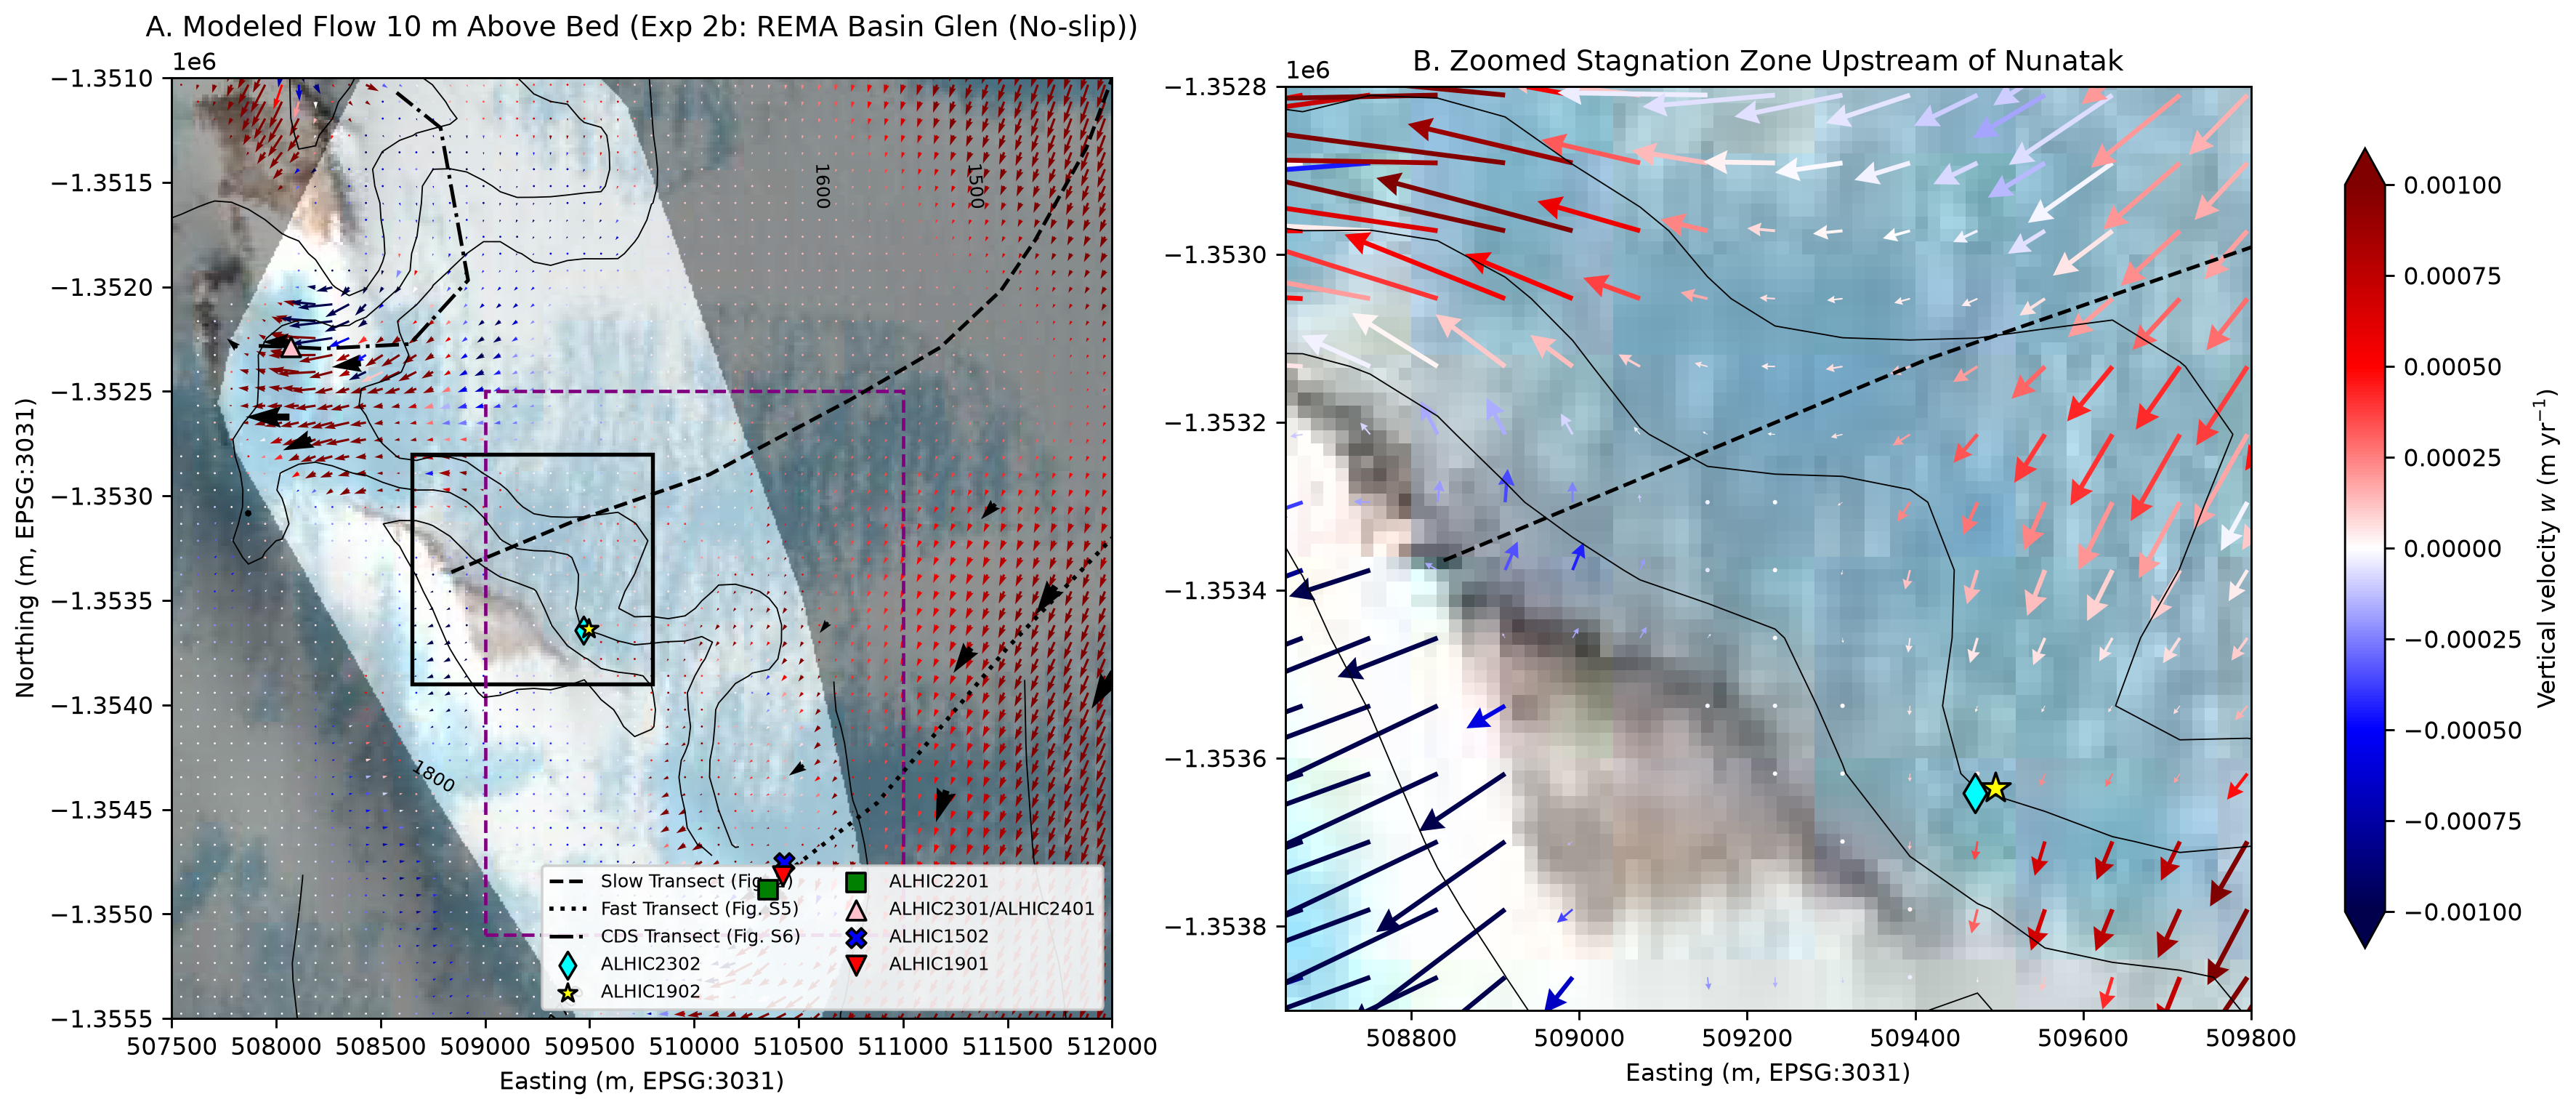 A. Modeled Flow 10 m Above Bed (Exp 2b: REMA Basin Glen (No-slip))
1e6
−1.3510
−1.3515
−1.3520
−1.3525
−1.3530
−1.3535
−1.3540
−1.3545
−1.3550
−1.3555
Northing (m, EPSG:3031)
1600
1500
1800
Slow Transect (Fig.
Fast Transect (Fig. S5)
CDS Transect (Fig. S6)
ALHIC2302
ALHIC1902
ALHIC2201
ALHIC2301/ALHIC2401
ALHIC1502
ALHIC1901
507500 508000 508500 509000 509500 510000 510500 511000 511500 512000
Easting (m, EPSG:3031)
B. Zoomed Stagnation Zone Upstream of Nunatak
1e6
−1.3528
−1.3530
−1.3532
−1.3534
−1.3536
−1.3538
508800 509000 509200 509400 509600 509800
Easting (m, EPSG:3031)
0.00100
0.00075
0.00050
0.00025
0.00000
−0.00025
−0.00050
−0.00075
−0.00100
Vertical velocity w (m yr⁻¹)